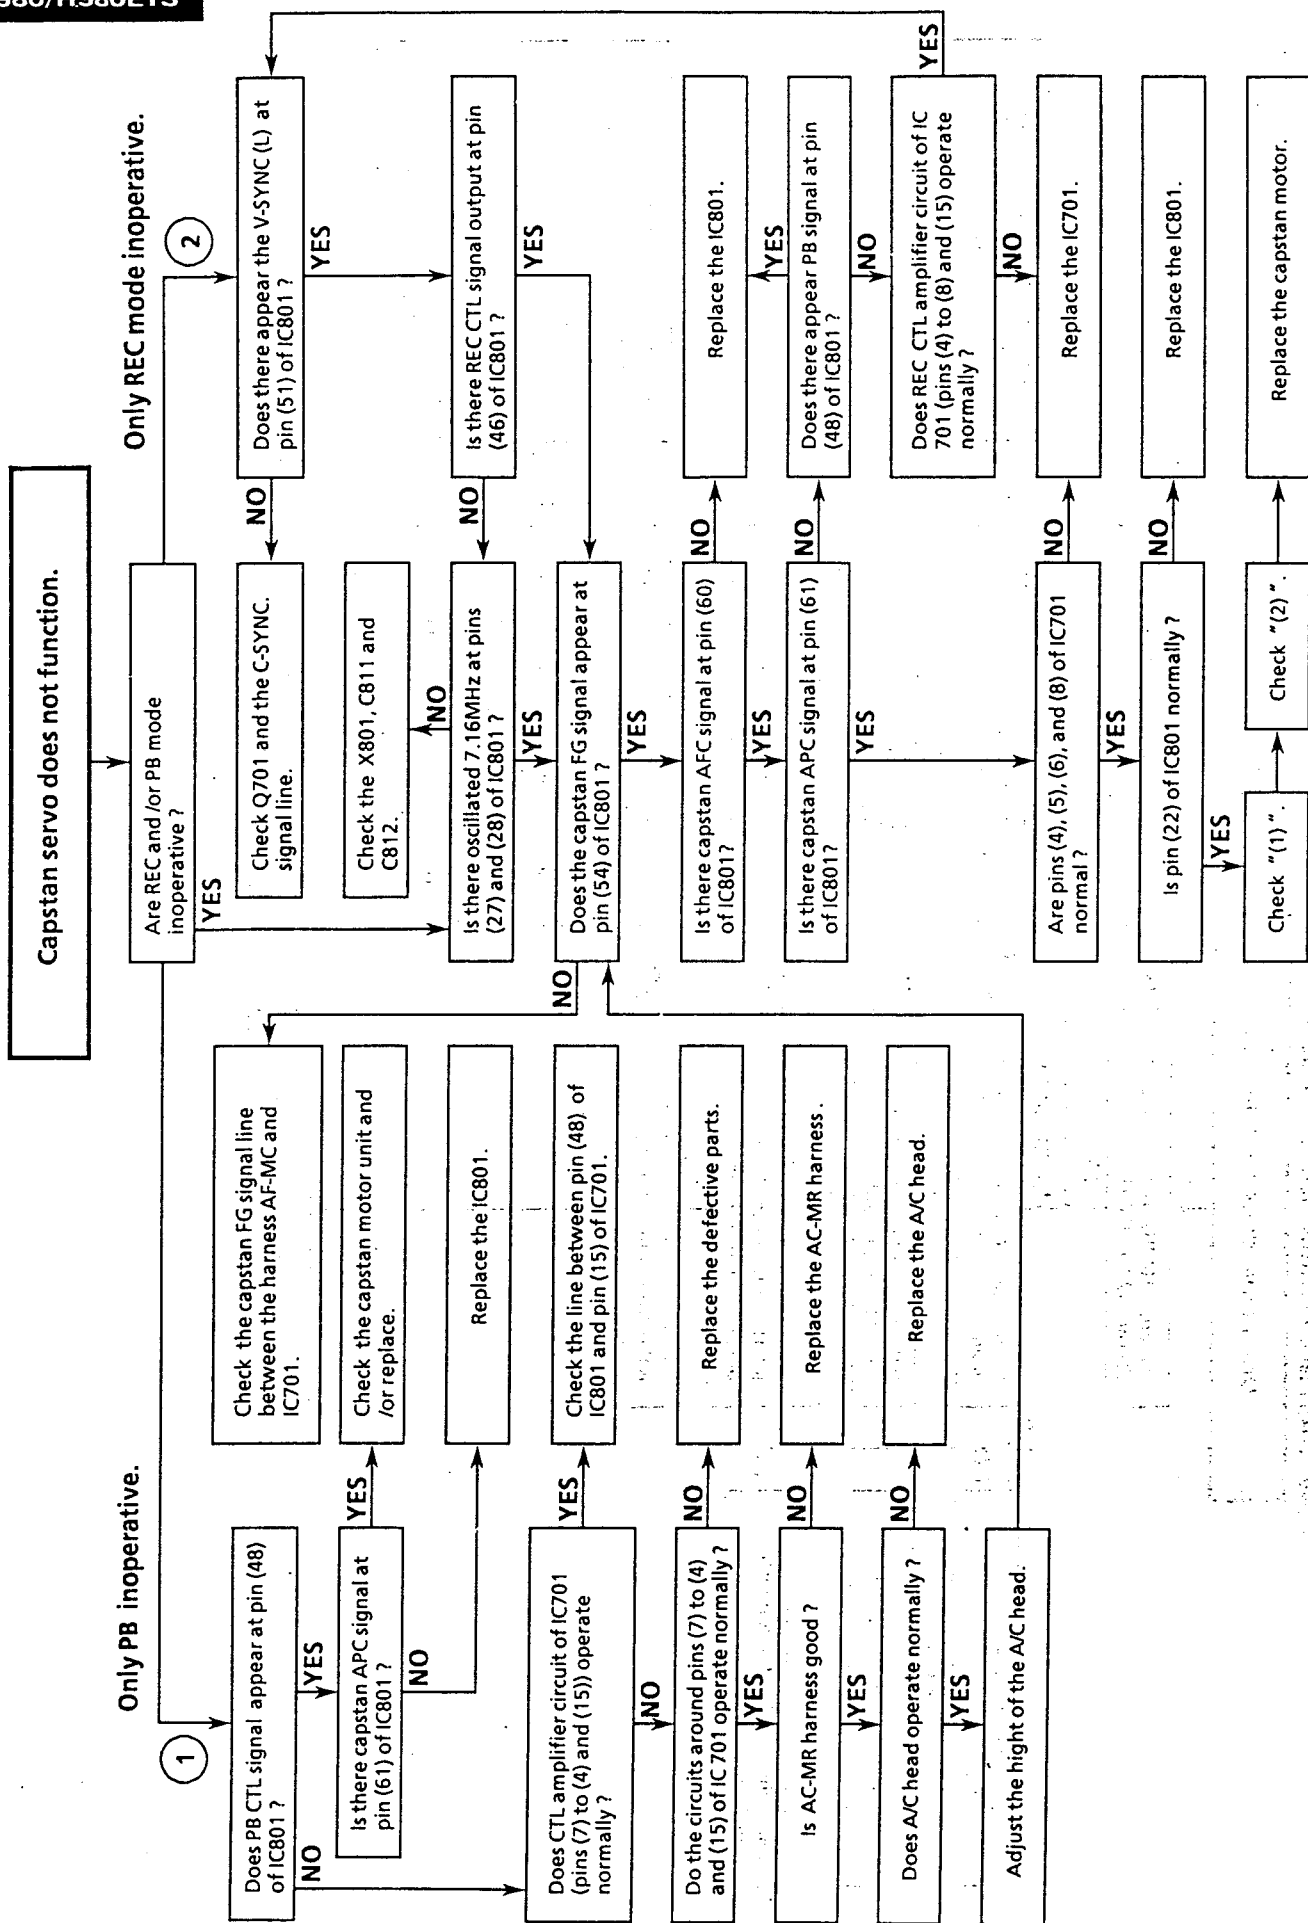 980/HS380ETS
Capstan servo does not function.
Are REC and /or PB mode
inoperative ?
YES
Only PB inoperative.
1
Does PB CTL signal appear at pin (48)
of IC801 ?
YES
NO
Is there capstan APC signal at
pin (61) of IC801 ?
YES
NO
Check the capstan FG signal line
between the harness AF-MC and
IC701.
Check the capstan motor unit and
/or replace.
Replace the IC801.
Does CTL amplifier circuit of IC701
(pins (7) to (4) and (15)) operate
normally ?
YES
NO
Check the line between pin (48) of
IC801 and pin (15) of IC701.
Do the circuits around pins (7) to (4)
and (15) of IC 701 operate normally ?
NO
YES
Replace the defective parts.
Is AC-MR harness good ?
NO
YES
Replace the AC-MR harness .
Does A/C head operate normally ?
NO
YES
Replace the A/C head.
Adjust the hight of the A/C head.
Only REC mode inoperative.
2
Does there appear the V-SYNC (L) at
pin (51) of IC801 ?
NO
YES
Check Q701 and the C-SYNC.
signal line.
Is there REC CTL signal output at pin
(46) of IC801 ?
NO
YES
Check the X801, C811 and
C812.
NO
Is there oscillated 7.16MHz at pins
(27) and (28) of IC801 ?
YES
Does the capstan FG signal appear at
pin (54) of IC801 ?
NO
YES
Is there capstan AFC signal at pin (60)
of IC801?
NO
YES
Replace the IC801.
Is there capstan APC signal at pin (61)
of IC801?
NO
YES
Does there appear PB signal at pin
(48) of IC801 ?
YES
NO
Does REC CTL amplifier circuit of IC
701 (pins (4) to (8) and (15) operate
normally ?
YES
NO
Are pins (4), (5), (6), and (8) of IC701
normal ?
NO
YES
Replace the IC701.
Is pin (22) of IC801 normally ?
NO
YES
Replace the IC801.
Check "(1)" .
Check "(2)" .
Replace the capstan motor.